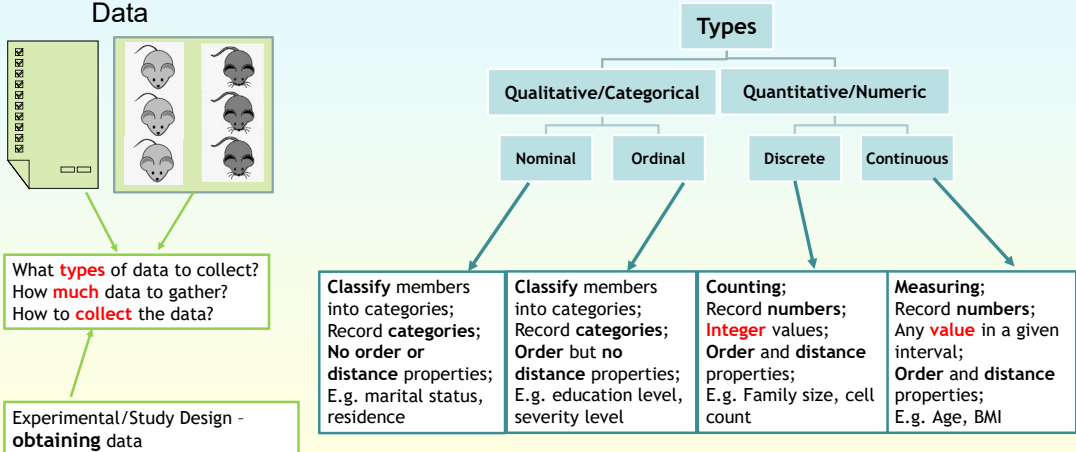 Data
What types of data to collect?
How much data to gather?
How to collect the data?
Experimental/Study Design –
obtaining data
Types
Qualitative/Categorical
Quantitative/Numeric
Nominal
Ordinal
Discrete
Continuous
Classify members
into categories;
Record categories;
No order or
distance properties;
E.g. marital status,
residence
Classify members
into categories;
Record categories;
Order but no
distance properties;
E.g. education level,
severity level
Counting;
Record numbers;
Integer values;
Order and distance
properties;
E.g. Family size, cell
count
Measuring;
Record numbers;
Any value in a given
interval;
Order and distance
properties;
E.g. Age, BMI